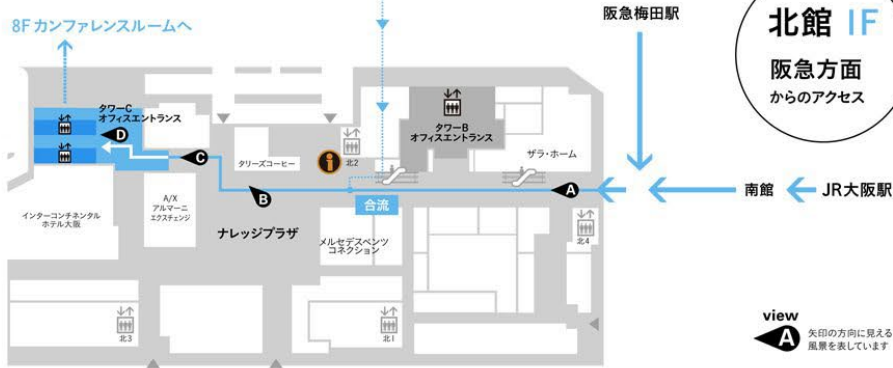 阪急梅田駅
北館 1F
阪急方面
からのアクセス
8F カンファレンスルームへ
タワーC
オフィスエントランス
D
C
タリーズコーヒー
i
北2
タワーB
オフィスエントランス
ザラ・ホーム
A
南館
JR大阪駅
B
合流
インターコンチネンタル
ホテル大阪
A/X
アルマーニ
エクスチェンジ
ナレッジプラザ
メルセデスベンツ
コネクション
北4
北3
北1
view
A
矢印の方向に見える
風景を表しています